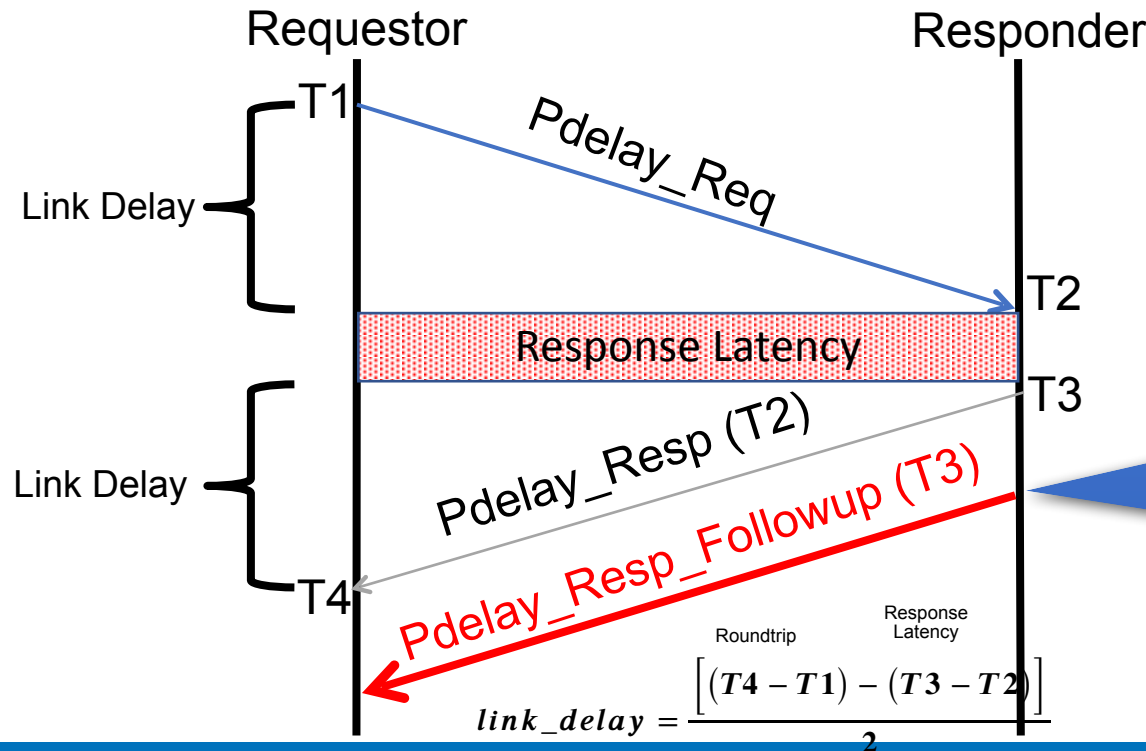 Requestor
Responder
T1
Pdelay_Req
Link Delay
T2
Response Latency
T3
Pdelay_Resp (T2)
Link Delay
Pdelay_Resp_Followup (T3)
T4
Roundtrip
Response
Latency
link_delay = [(T4 − T1) − (T3 − T2)] / 2